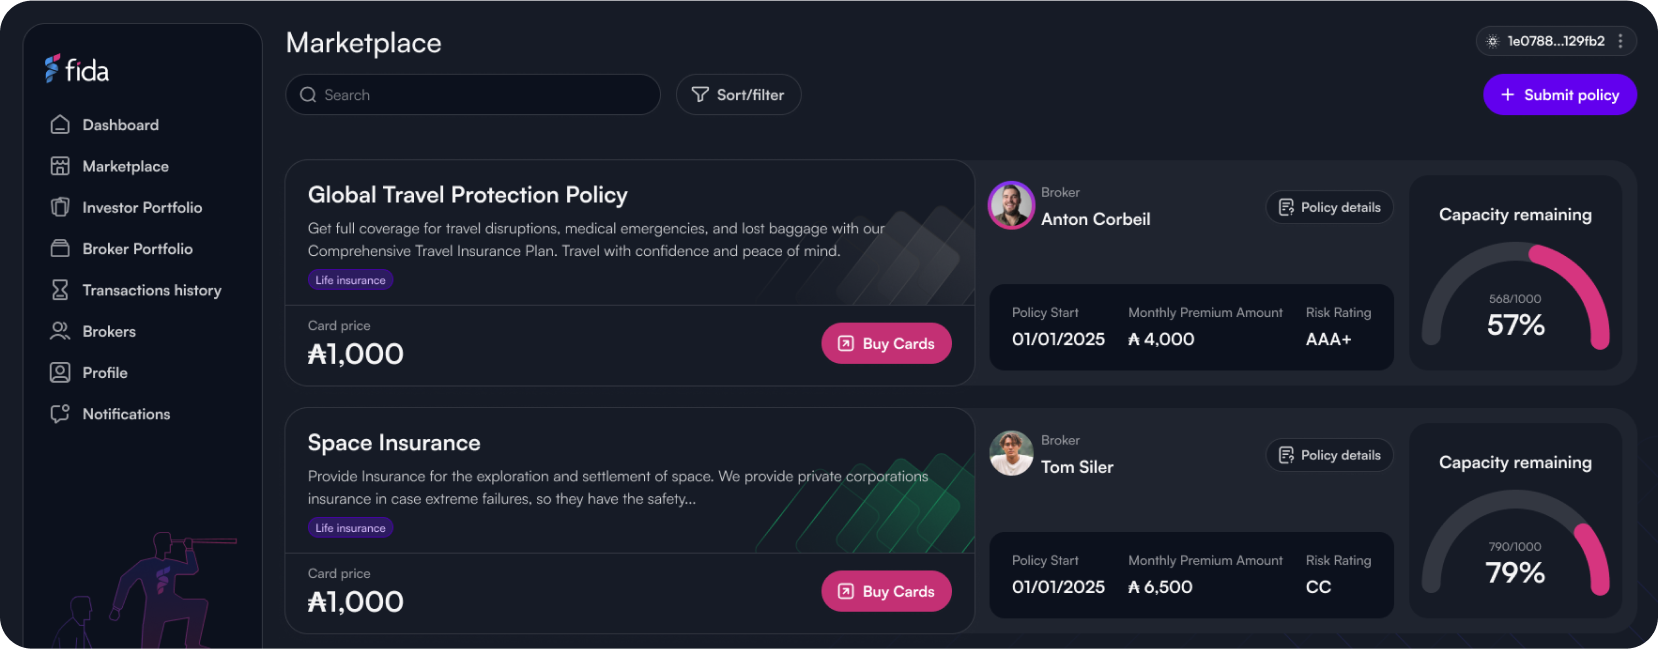 fida
Dashboard
Marketplace
Investor Portfolio
Broker Portfolio
Transactions history
Brokers
Profile
Notifications
Marketplace
1e0788...129fb2
Search
Sort/filter
+ Submit policy
Global Travel Protection Policy
Get full coverage for travel disruptions, medical emergencies, and lost baggage with our
Comprehensive Travel Insurance Plan. Travel with confidence and peace of mind.
Life insurance
Card price
₳1,000
Buy Cards
Broker
Anton Corbeil
Policy details
Policy Start
01/01/2025
Monthly Premium Amount
₳ 4,000
Risk Rating
AAA+
Capacity remaining
568/1000
57%
Space Insurance
Provide Insurance for the exploration and settlement of space. We provide private corporations
insurance in case extreme failures, so they have the safety...
Life insurance
Card price
₳1,000
Buy Cards
Broker
Tom Siler
Policy details
Policy Start
01/01/2025
Monthly Premium Amount
₳ 6,500
Risk Rating
CC
Capacity remaining
790/1000
79%